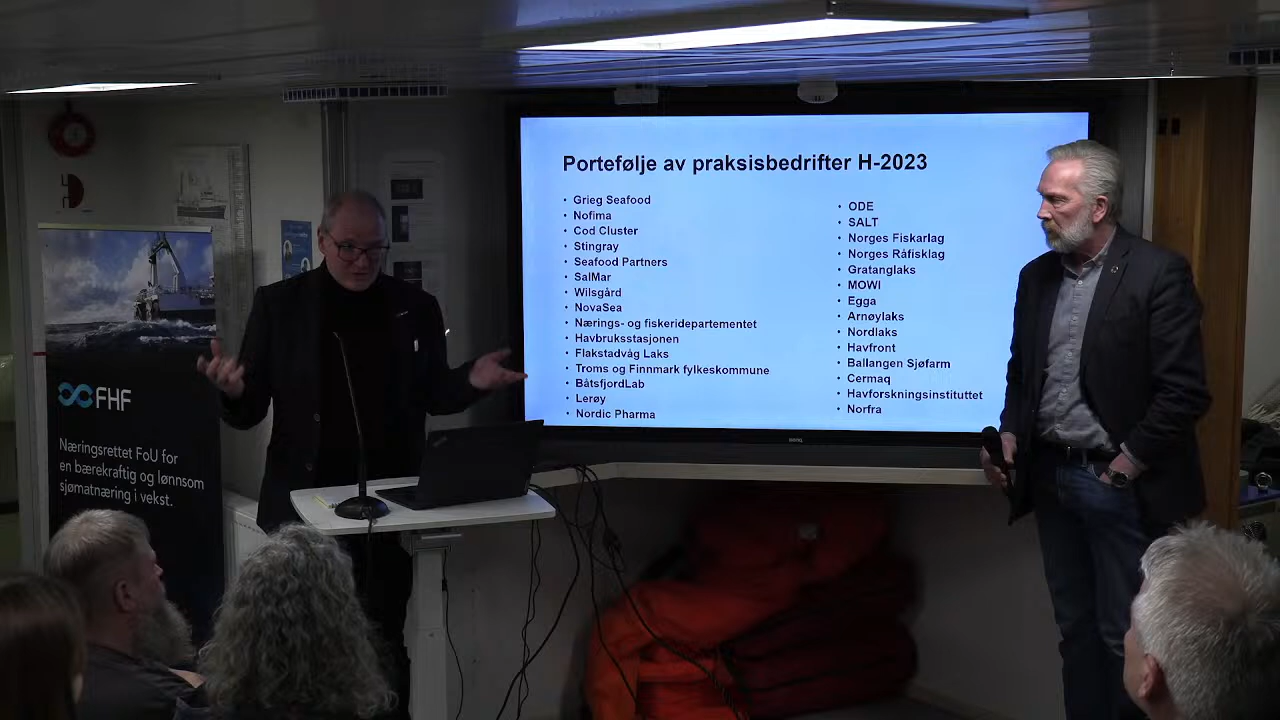 Portefølje av praksisbedrifter H-2023
• Grieg Seafood
• Nofima
• Cod Cluster
• Stingray
• Seafood Partners
• SalMar
• Wilsgård
• NovaSea
• Nærings- og fiskeridepartementet
• Havbruksstasjonen
• Flakstadvåg Laks
• Troms og Finnmark fylkeskommune
• BåtsfjordLab
• Lerøy
• Nordic Pharma
• ODE
• SALT
• Norges Fiskarlag
• Norges Råfisklag
• Gratanglaks
• MOWI
• Egga
• Arnøylaks
• Nordlaks
• Havfront
• Ballangen Sjøfarm
• Cermaq
• Havforskningsinstituttet
• Norfra
FHF
Næringsrettet FoU for
en bærekraftig og lønnsom
sjømatnæring i vekst.